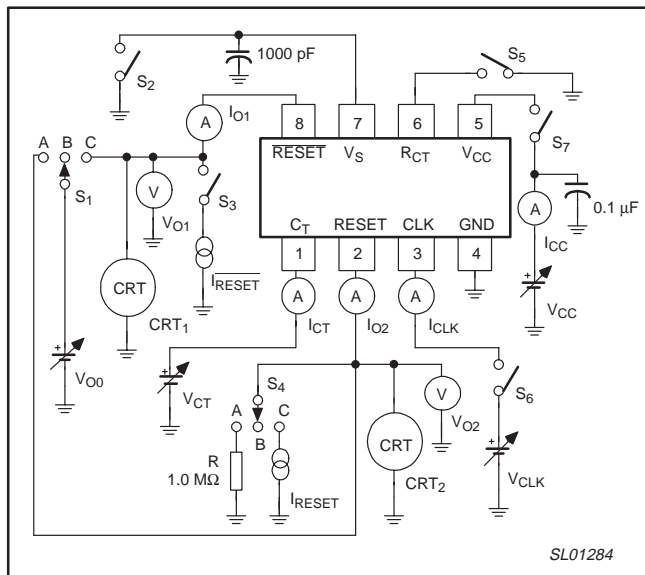 1000 pF
S2
S5
IO1
A
8
7
6
5
RESET
VS
RCT
VCC
S7
A
B
C
S1
V
VO1
S3
CT
RESET
CLK
GND
1
2
3
4
A
0.1 µF
ICC
VCC
CRT
CRT1
IRESET
A
A
A
ICT
IO2
ICLK
VO0
VCT
S4
A
B
C
V
VO2
S6
CRT
CRT2
R
1.0 MΩ
IRESET
VCLK
SL01284